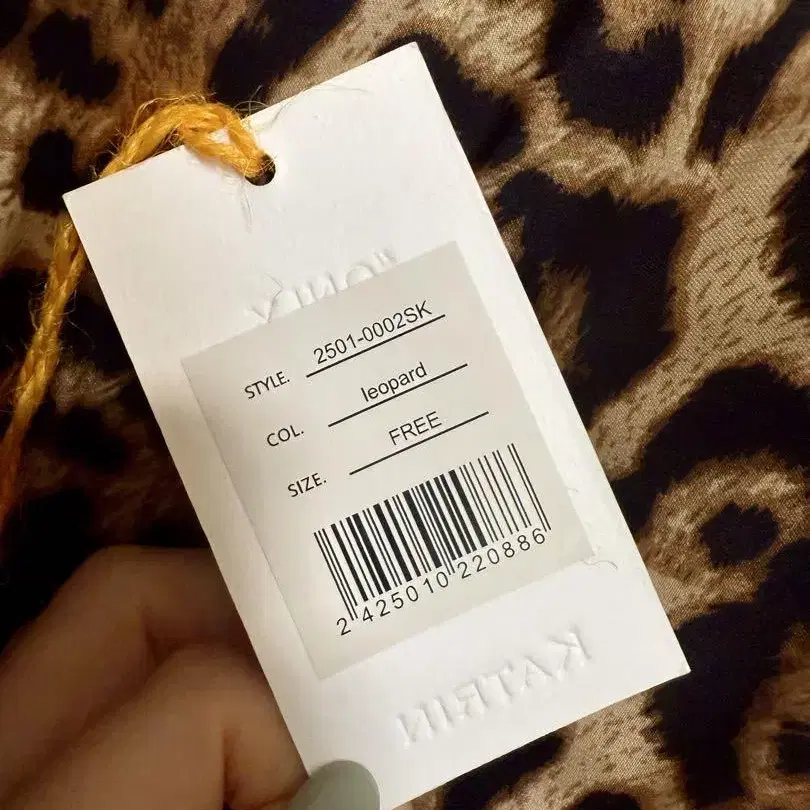 STYLE. 2501-0002SK
COL. leopard
SIZE. FREE
2 425010 220886
KATRIN